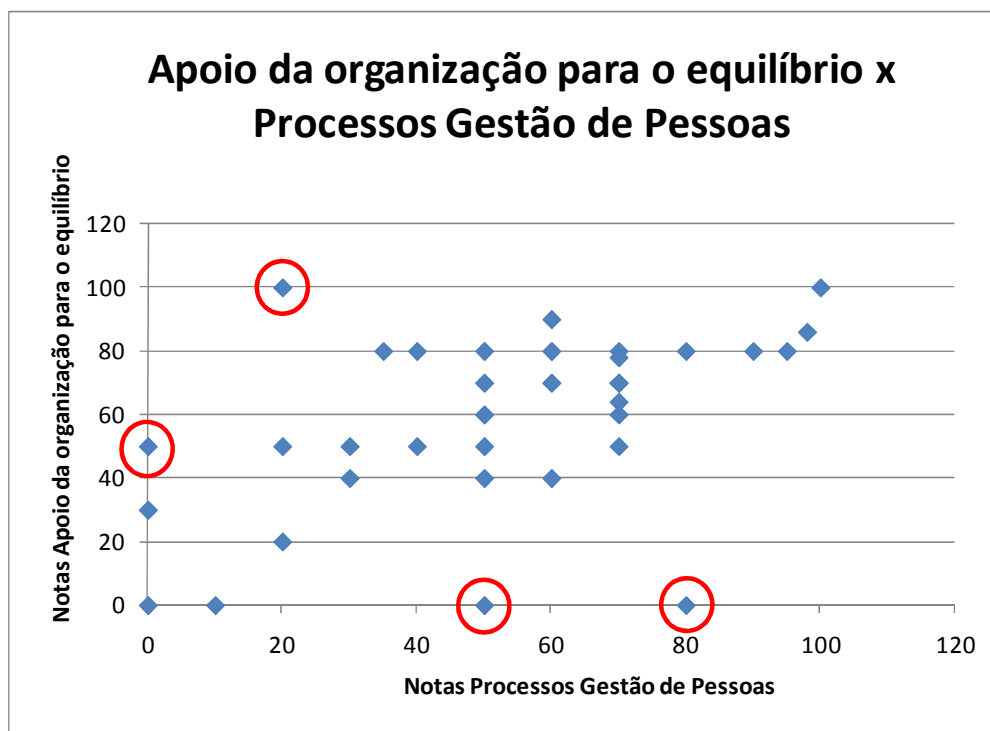 Apoio da organização para o equilíbrio x
Processos Gestão de Pessoas
Notas Apoio da organização para o equilíbrio
120
100
80
60
40
20
0
0 20 40 60 80 100 120
Notas Processos Gestão de Pessoas